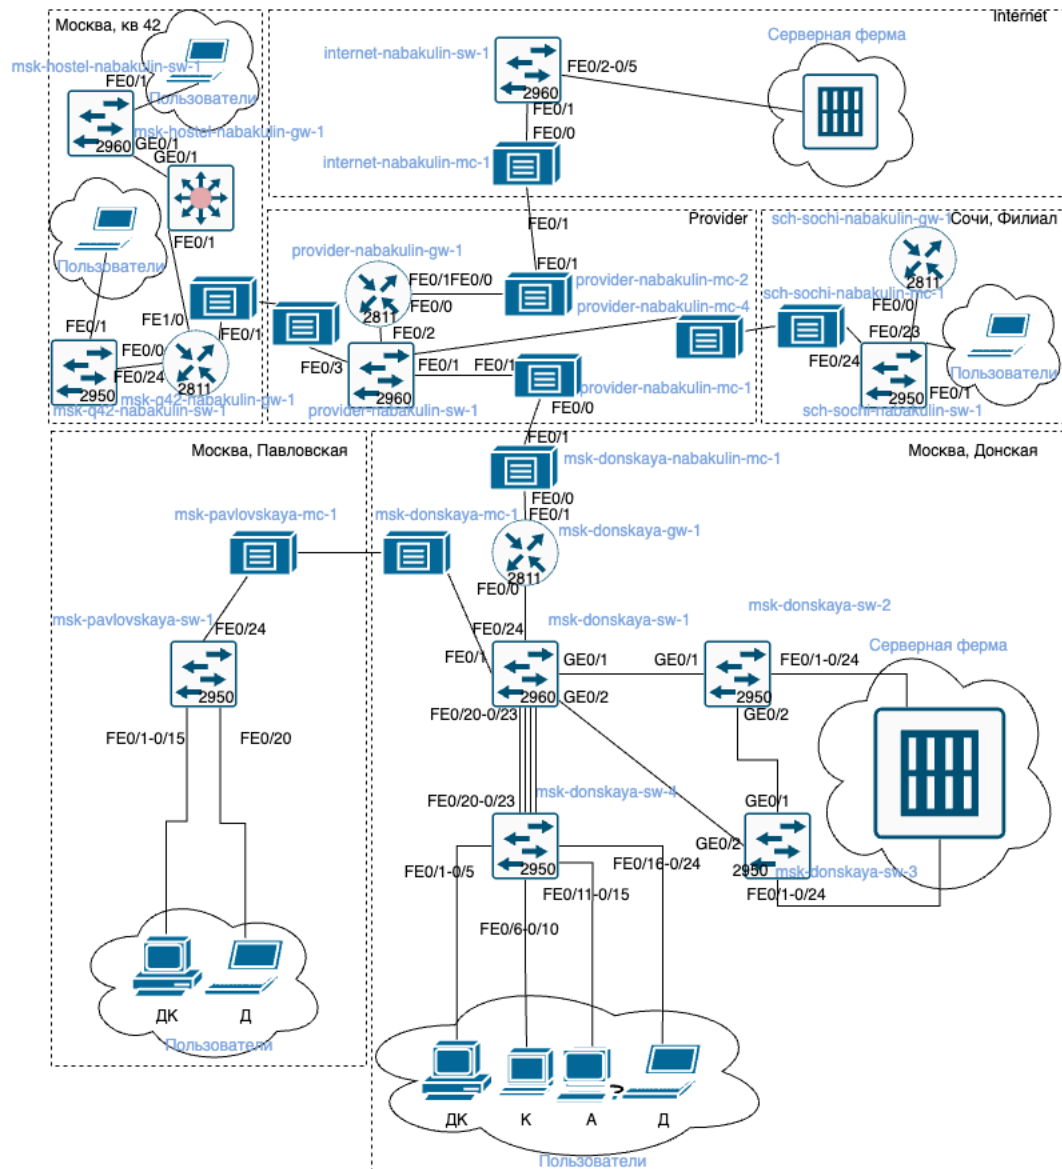 Москва, кв 42
msk-hostel-nabakulin-sw-1
FE0/1
Пользователи
2960
msk-hostel-nabakulin-gw-1
GE0/1
GE0/1
FE0/1
Пользователи
FE0/1
FE1/0
FE0/1
FE0/0
FE0/24
2950
2811
msk-q42-nabakulin-gw-1
msk-q42-nabakulin-sw-1
Internet
internet-nabakulin-sw-1
Серверная ферма
FE0/2-0/5
2960
FE0/1
FE0/0
internet-nabakulin-mc-1
FE0/1
Provider
provider-nabakulin-gw-1
FE0/1
FE0/1FE0/0
provider-nabakulin-mc-2
FE0/0
2811
provider-nabakulin-mc-4
FE0/2
FE0/3
FE0/1
FE0/1
2960
provider-nabakulin-sw-1
provider-nabakulin-mc-1
FE0/0
sch-sochi-nabakulin-gw-1
Сочи, Филиал
2811
sch-sochi-nabakulin-mc-1
FE0/0
FE0/23
FE0/24
Пользователи
FE0/1
2950
sch-sochi-nabakulin-sw-1
Москва, Павловская
msk-pavlovskaya-mc-1
msk-pavlovskaya-sw-1
FE0/24
2950
FE0/1-0/15
FE0/20
ДК
Д
Пользователи
Москва, Донская
FE0/1
msk-donskaya-nabakulin-mc-1
FE0/0
msk-donskaya-mc-1
FE0/1
msk-donskaya-gw-1
2811
FE0/0
FE0/24
msk-donskaya-sw-1
msk-donskaya-sw-2
FE0/1
GE0/1
GE0/1
FE0/1-0/24
Серверная ферма
2960
GE0/2
2950
FE0/20-0/23
GE0/2
FE0/20-0/23
msk-donskaya-sw-4
GE0/1
GE0/2
2950
FE0/1-0/5
FE0/16-0/24
2950
msk-donskaya-sw-3
FE0/11-0/15
FE0/1-0/24
FE0/6-0/10
?
ДК
К
А
Д
Пользователи